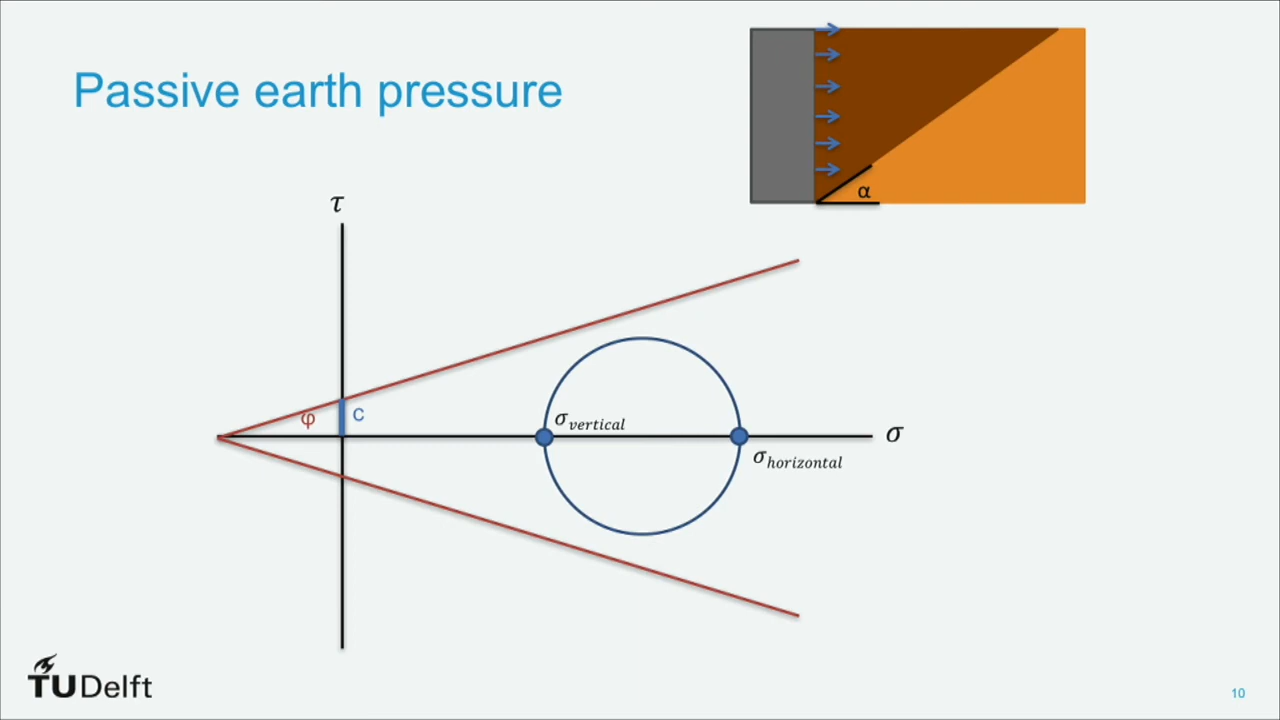 Passive earth pressure
α
τ
φ
c
σvertical
σ
σhorizontal
TUDelft
10